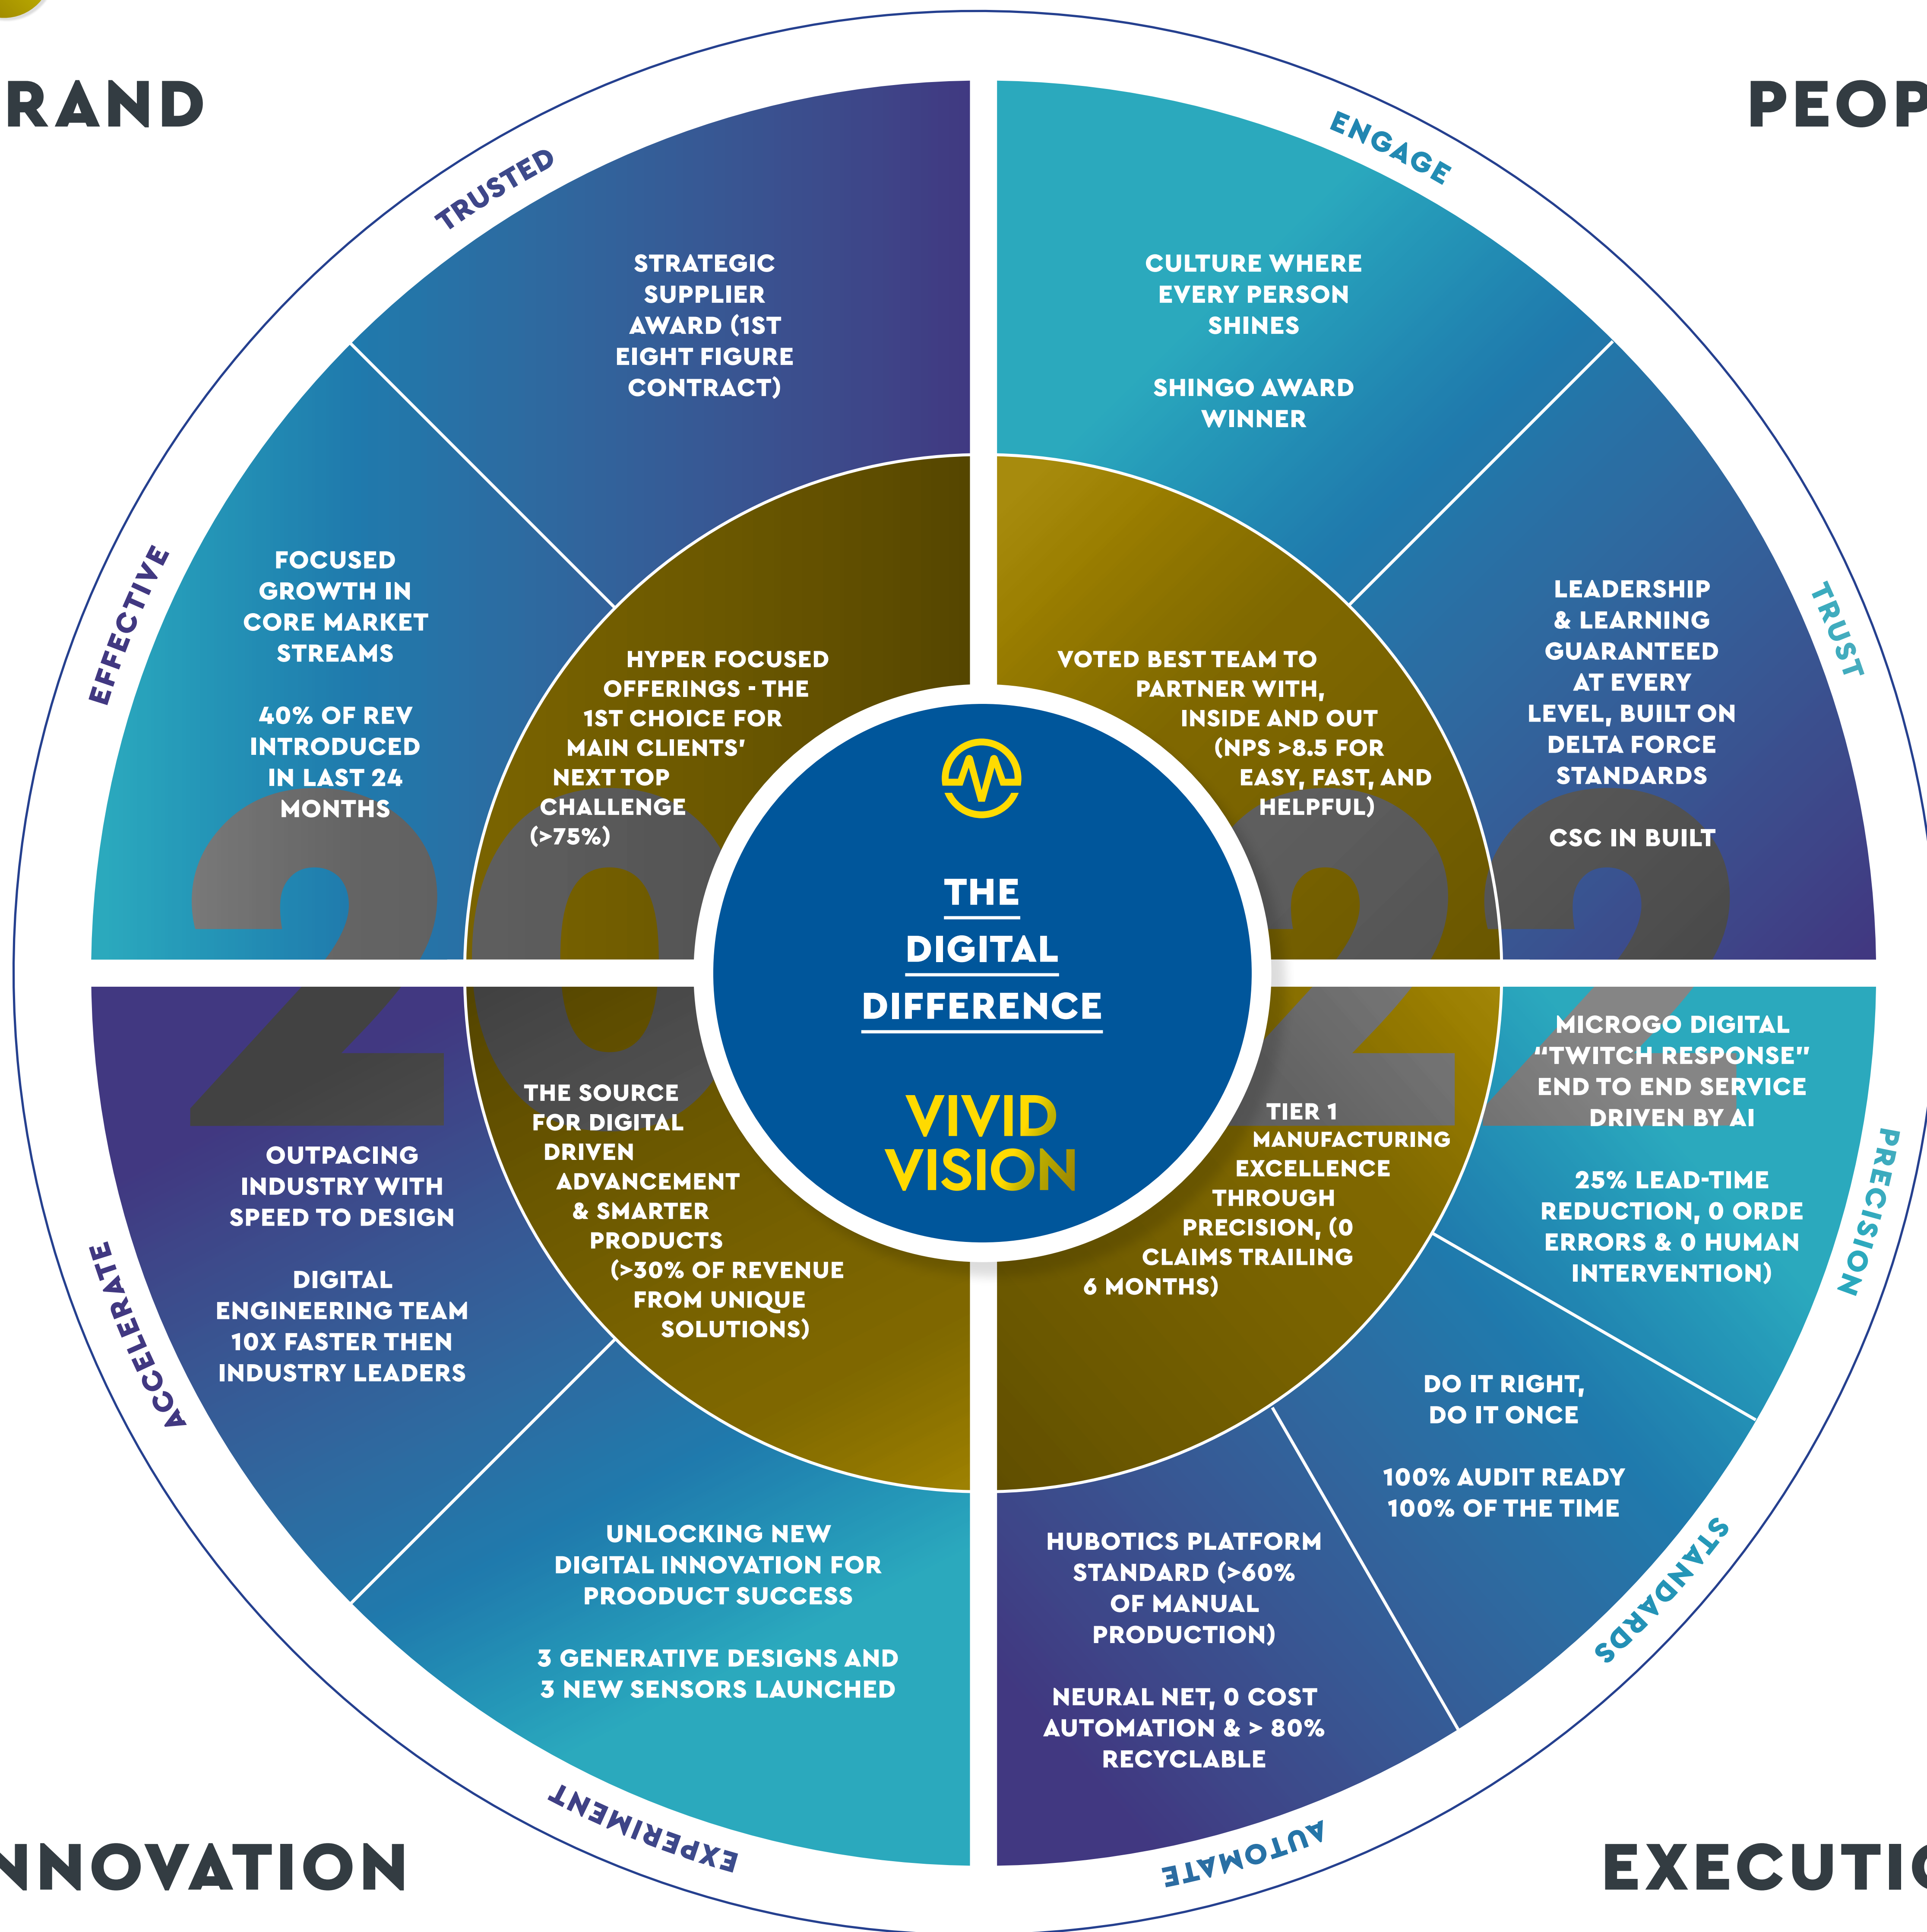 RAND
PEOP
TRUSTED
STRATEGIC
SUPPLIER
AWARD (1ST
EIGHT FIGURE
CONTRACT)
EFFECTIVE
FOCUSED
GROWTH IN
CORE MARKET
STREAMS
40% OF REV
INTRODUCED
IN LAST 24
MONTHS
HYPER FOCUSED
OFFERINGS - THE
1ST CHOICE FOR
MAIN CLIENTS'
NEXT TOP
CHALLENGE
(>75%)
ENGAGE
CULTURE WHERE
EVERY PERSON
SHINES
SHINGO AWARD
WINNER
VOTED BEST TEAM TO
PARTNER WITH,
INSIDE AND OUT
(NPS >8.5 FOR
EASY, FAST, AND
HELPFUL)
TRUST
LEADERSHIP
& LEARNING
GUARANTEED
AT EVERY
LEVEL, BUILT ON
DELTA FORCE
STANDARDS
CSC IN BUILT
2022
THE
DIGITAL
DIFFERENCE
VIVID
VISION
ACCELERATE
OUTPACING
INDUSTRY WITH
SPEED TO DESIGN
DIGITAL
ENGINEERING TEAM
10X FASTER THEN
INDUSTRY LEADERS
THE SOURCE
FOR DIGITAL
DRIVEN
ADVANCEMENT
& SMARTER
PRODUCTS
(>30% OF REVENUE
FROM UNIQUE
SOLUTIONS)
EXPERIMENT
UNLOCKING NEW
DIGITAL INNOVATION FOR
PROODUCT SUCCESS
3 GENERATIVE DESIGNS AND
3 NEW SENSORS LAUNCHED
TIER 1
MANUFACTURING
EXCELLENCE
THROUGH
PRECISION, (0
CLAIMS TRAILING
6 MONTHS)
PRECISION
MICROGO DIGITAL
"TWITCH RESPONSE"
END TO END SERVICE
DRIVEN BY AI
25% LEAD-TIME
REDUCTION, 0 ORDE
ERRORS & 0 HUMAN
INTERVENTION)
STANDARDS
DO IT RIGHT,
DO IT ONCE
100% AUDIT READY
100% OF THE TIME
AUTOMATE
HUBOTICS PLATFORM
STANDARD (>60%
OF MANUAL
PRODUCTION)
NEURAL NET, 0 COST
AUTOMATION & > 80%
RECYCLABLE
NNOVATION
EXECUTIO